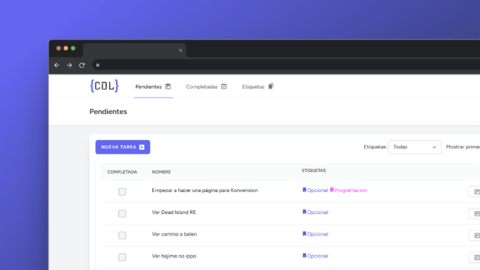 {CDL}
Pendientes
Completadas
Etiquetas
Pendientes
NUEVA TAREA
Etiquetas
Todas
Mostrar prime
COMPLETADA
NOMBRE
ETIQUETAS
Empezar a hacer una página para Konvension
Opcional
Programación
Ver Dead Island RE
Opcional
Ver camino a belen
Opcional
Ver hajime no ippo
Opcional